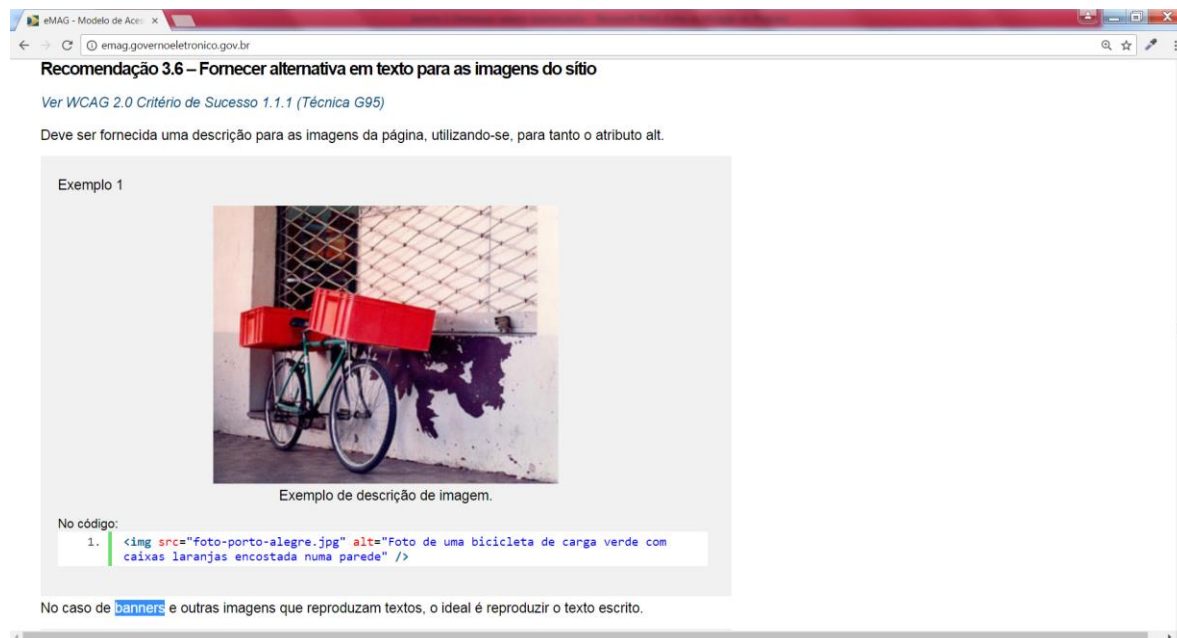 eMAG - Modelo de Aces
emag.governoeletronico.gov.br
Recomendação 3.6 – Fornecer alternativa em texto para as imagens do sítio
Ver WCAG 2.0 Critério de Sucesso 1.1.1 (Técnica G95)
Deve ser fornecida uma descrição para as imagens da página, utilizando-se, para tanto o atributo alt.
Exemplo 1
Exemplo de descrição de imagem.
No código:
1. <img src="foto-porto-alegre.jpg" alt="Foto de uma bicicleta de carga verde com
caixas laranjas encostada numa parede" />
No caso de banners e outras imagens que reproduzam textos, o ideal é reproduzir o texto escrito.